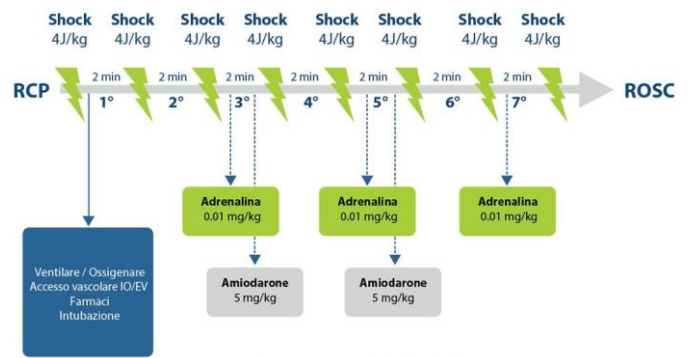 Shock
4J/kg
Shock
4J/kg
Shock
4J/kg
Shock
4J/kg
Shock
4J/kg
Shock
4J/kg
Shock
4J/kg
Shock
4J/kg
RCP
2 min
1°
2 min
2°
2 min
3°
2 min
4°
2 min
5°
2 min
6°
2 min
7°
ROSC
Adrenalina
0.01 mg/kg
Adrenalina
0.01 mg/kg
Adrenalina
0.01 mg/kg
Ventilare / Ossigenare
Accesso vascolare IO/EV
Farmaci
Intubazione
Amiodarone
5 mg/kg
Amiodarone
5 mg/kg